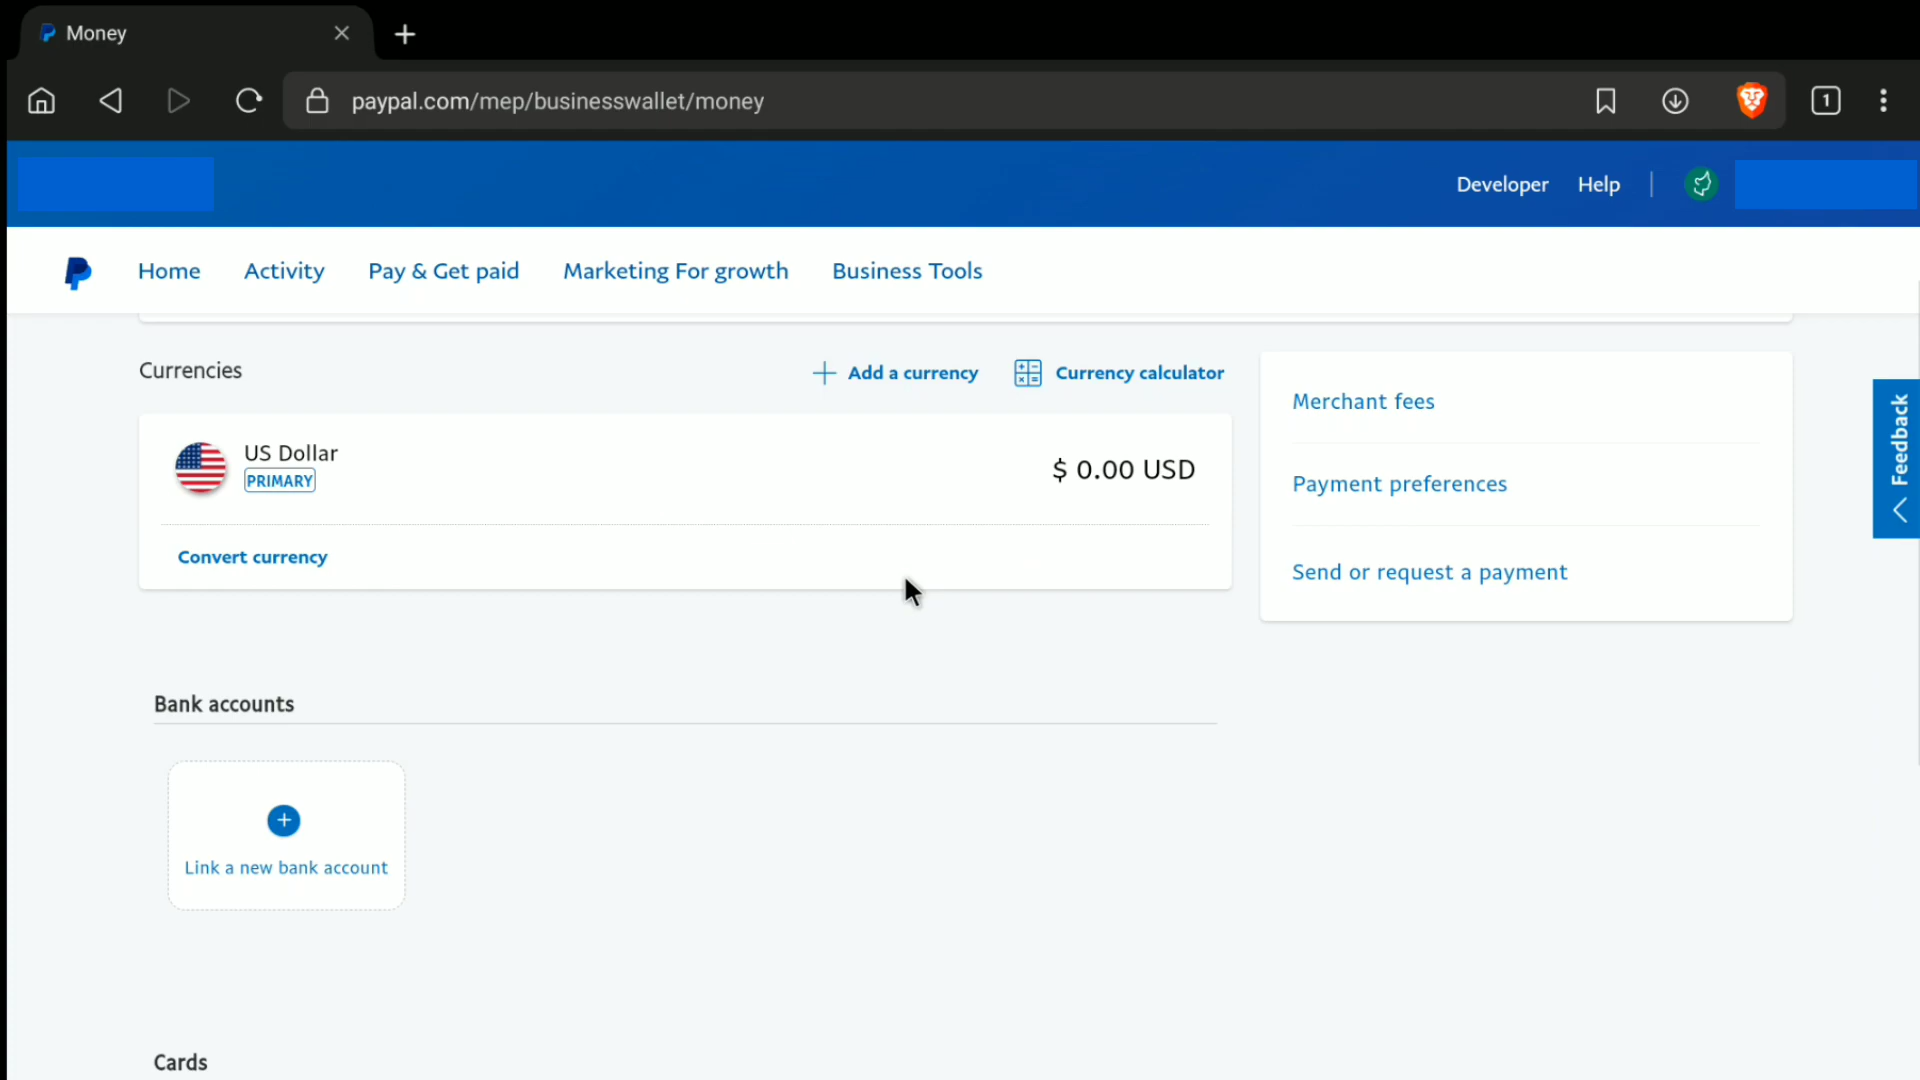 Money
paypal.com/mep/businesswallet/money
1
Developer Help
Home Activity Pay & Get paid Marketing For growth Business Tools
Currencies
Add a currency
Currency calculator
US Dollar
PRIMARY
$ 0.00 USD
Convert currency
Merchant fees
Payment preferences
Send or request a payment
Feedback
Bank accounts
Link a new bank account
Cards